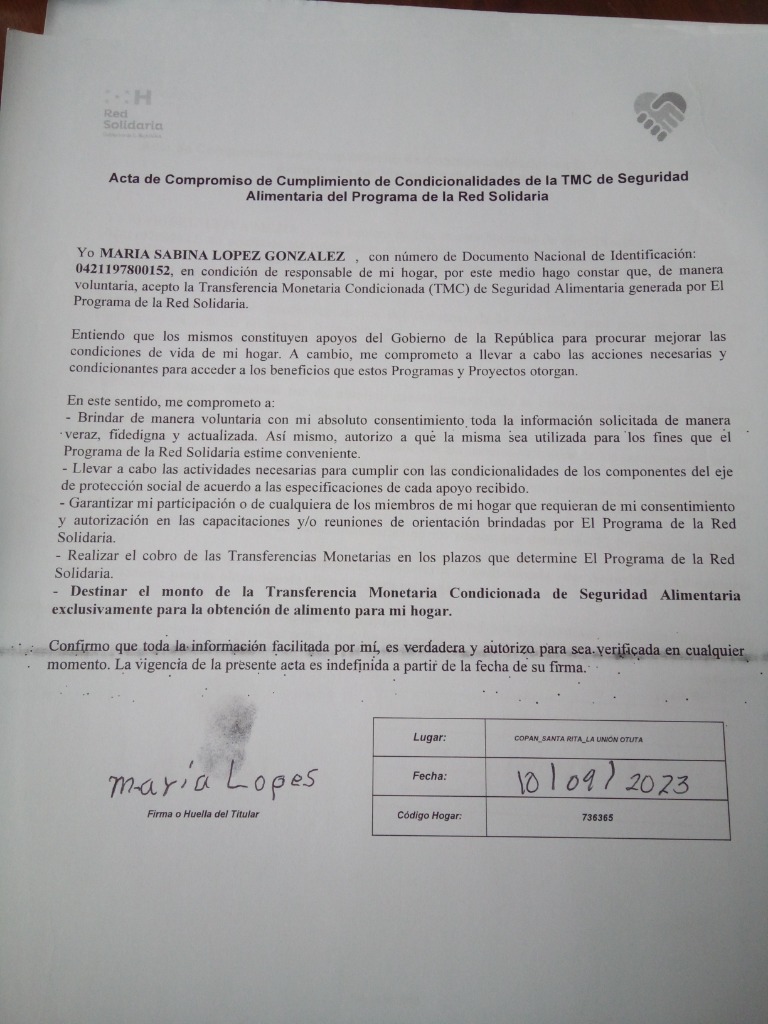 H
Red
Solidaria
Acta de Compromiso de Cumplimiento de Condicionalidades de la TMC de Seguridad
Alimentaria del Programa de la Red Solidaria
Yo MARIA SABINA LOPEZ GONZALEZ , con número de Documento Nacional de Identificación:
0421197800152, en condición de responsable de mi hogar, por este medio hago constar que, de manera
voluntaria, acepto la Transferencia Monetaria Condicionada (TMC) de Seguridad Alimentaria generada por El
Programa de la Red Solidaria.
Entiendo que los mismos constituyen apoyos del Gobierno de la República para procurar mejorar las
condiciones de vida de mi hogar. A cambio, me comprometo a llevar a cabo las acciones necesarias y
condicionantes para acceder a los beneficios que estos Programas y Proyectos otorgan.
En este sentido, me comprometo a:
- Brindar de manera voluntaria con mi absoluto consentimiento toda la información solicitada de manera
veraz, fidedigna y actualizada. Así mismo, autorizo a que la misma sea utilizada para los fines que el
Programa de la Red Solidaria estime conveniente.
- Llevar a cabo las actividades necesarias para cumplir con las condicionalidades de los componentes del eje
de protección social de acuerdo a las especificaciones de cada apoyo recibido.
- Garantizar mi participación o de cualquiera de los miembros de mi hogar que requieran de mi consentimiento
y autorización en las capacitaciones y/o reuniones de orientación brindadas por El Programa de la Red
Solidaria.
- Realizar el cobro de las Transferencias Monetarias en los plazos que determine El Programa de la Red
Solidaria.
- Destinar el monto de la Transferencia Monetaria Condicionada de Seguridad Alimentaria
exclusivamente para la obtención de alimento para mi hogar.
Confirmo que toda la información facilitada por mí, es verdadera y autorizo para sea verificada en cualquier
momento. La vigencia de la presente acta es indefinida a partir de la fecha de su firma.
maría Lopes
Firma o Huella del Titular
Lugar: COPAN_SANTA RITA_LA UNIÓN OTUTA
Fecha: 10/09/2023
Código Hogar: 736365